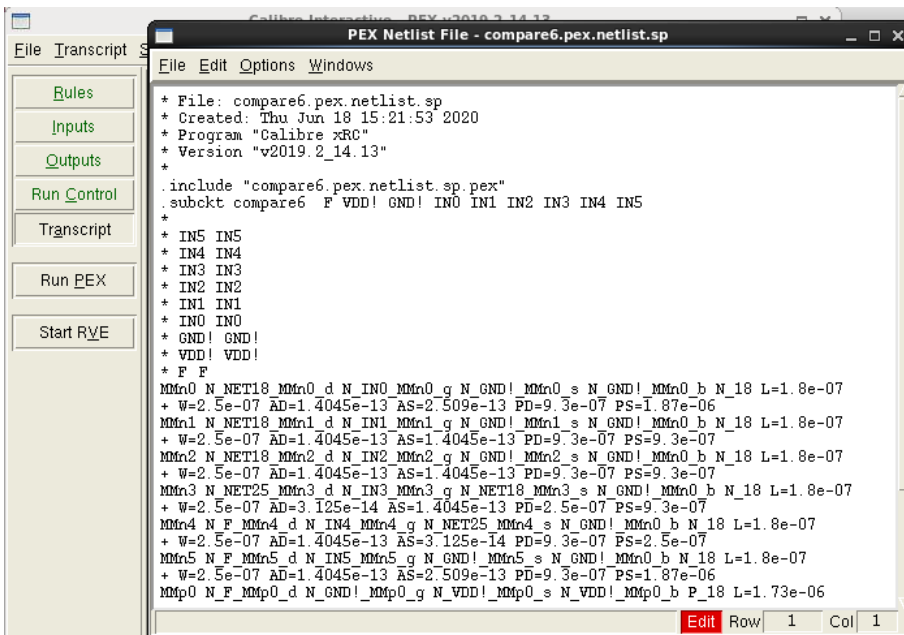 Calibre Interactive - PEX v2019.2_14.13
File Transcript S
Rules
Inputs
Outputs
Run Control
Transcript
Run PEX
Start RVE
PEX Netlist File - compare6.pex.netlist.sp
File Edit Options Windows
* File: compare6.pex.netlist.sp
* Created: Thu Jun 18 15:21:53 2020
* Program "Calibre xRC"
* Version "v2019.2_14.13"
*
.include "compare6.pex.netlist.sp.pex"
.subckt compare6  F VDD! GND! IN0 IN1 IN2 IN3 IN4 IN5
*
* IN5 IN5
* IN4 IN4
* IN3 IN3
* IN2 IN2
* IN1 IN1
* IN0 IN0
* GND! GND!
* VDD! VDD!
* F F
MMn0 N_NET18_MMn0_d N_IN0_MMn0_g N_GND!_MMn0_s N_GND!_MMn0_b N_18 L=1.8e-07
+ W=2.5e-07 AD=1.4045e-13 AS=2.509e-13 PD=9.3e-07 PS=1.87e-06
MMn1 N_NET18_MMn1_d N_IN1_MMn1_g N_GND!_MMn1_s N_GND!_MMn0_b N_18 L=1.8e-07
+ W=2.5e-07 AD=1.4045e-13 AS=1.4045e-13 PD=9.3e-07 PS=9.3e-07
MMn2 N_NET18_MMn2_d N_IN2_MMn2_g N_GND!_MMn2_s N_GND!_MMn0_b N_18 L=1.8e-07
+ W=2.5e-07 AD=1.4045e-13 AS=1.4045e-13 PD=9.3e-07 PS=9.3e-07
MMn3 N_NET25_MMn3_d N_IN3_MMn3_g N_NET18_MMn3_s N_GND!_MMn0_b N_18 L=1.8e-07
+ W=2.5e-07 AD=3.125e-14 AS=1.4045e-13 PD=2.5e-07 PS=9.3e-07
MMn4 N_F_MMn4_d N_IN4_MMn4_g N_NET25_MMn4_s N_GND!_MMn0_b N_18 L=1.8e-07
+ W=2.5e-07 AD=1.4045e-13 AS=3.125e-14 PD=9.3e-07 PS=2.5e-07
MMn5 N_F_MMn5_d N_IN5_MMn5_g N_GND!_MMn5_s N_GND!_MMn0_b N_18 L=1.8e-07
+ W=2.5e-07 AD=1.4045e-13 AS=2.509e-13 PD=9.3e-07 PS=1.87e-06
MMp0 N_F_MMp0_d N_GND!_MMp0_g N_VDD!_MMp0_s N_VDD!_MMp0_b P_18 L=1.73e-06
Edit Row 1 Col 1